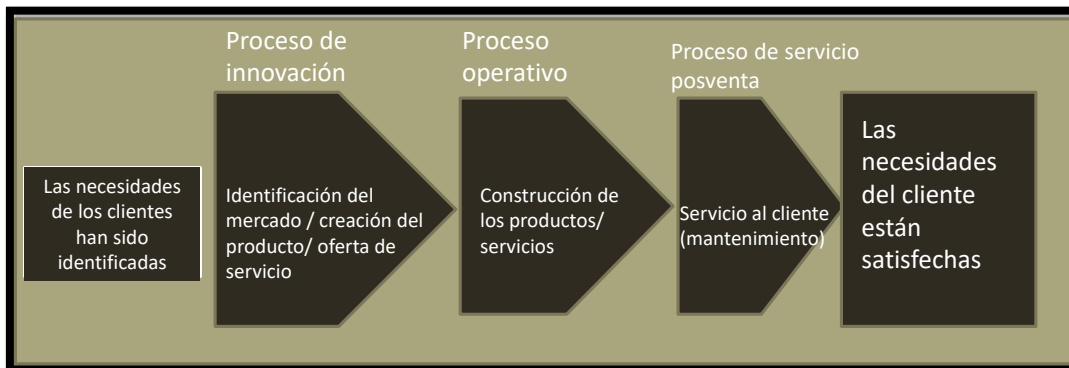 Proceso de
innovación
Proceso
operativo
Proceso de servicio
posventa
Las necesidades
de los clientes
han sido
identificadas
Identificación del
mercado / creación del
producto/ oferta de
servicio
Construcción de
los productos/
servicios
Servicio al cliente
(mantenimiento)
Las
necesidades
del cliente
están
satisfechas